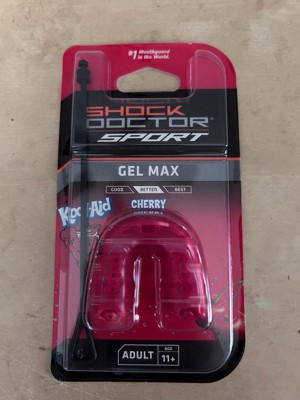 #1 Mouthguard
in the World.
SHOCK
DOCTOR
SPORT
GEL MAX
GOOD BETTER BEST
Kool-Aid
CHERRY
ADULT AGE 11+